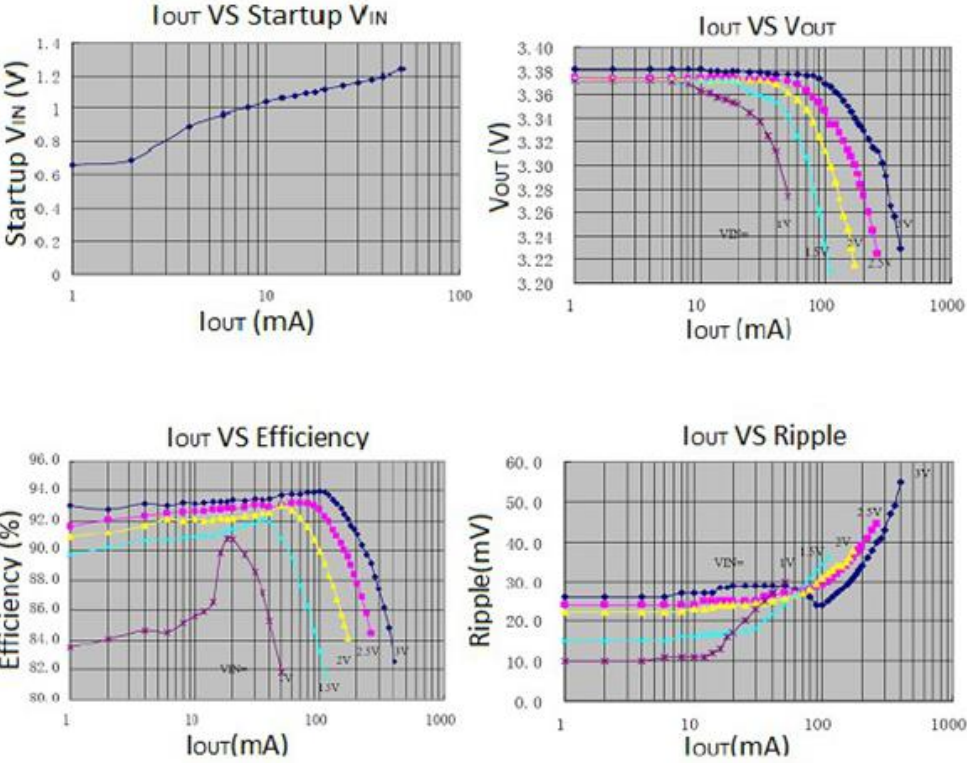 IOUT VS Startup VIN
Startup VIN (V)
1.4
1.2
1
0.8
0.6
0.4
0.2
0
1 10 100
IOUT (mA)
IOUT VS VOUT
VOUT (V)
3.40
3.38
3.36
3.34
3.32
3.30
3.28
3.26
3.24
3.22
3.20
VIN= 1V 1.5V 2V 2.5V 3V
1 10 100 1000
IOUT (mA)
IOUT VS Efficiency
Efficiency (%)
96.0
94.0
92.0
90.0
88.0
86.0
84.0
82.0
80.0
VIN= 1V 1.5V 2V 2.5V 3V
1 10 100 1000
IOUT(mA)
IOUT VS Ripple
Ripple(mV)
60.0
50.0
40.0
30.0
20.0
10.0
0.0
VIN= 1V 1.5V 2V 2.5V 3V
1 10 100 1000
IOUT(mA)